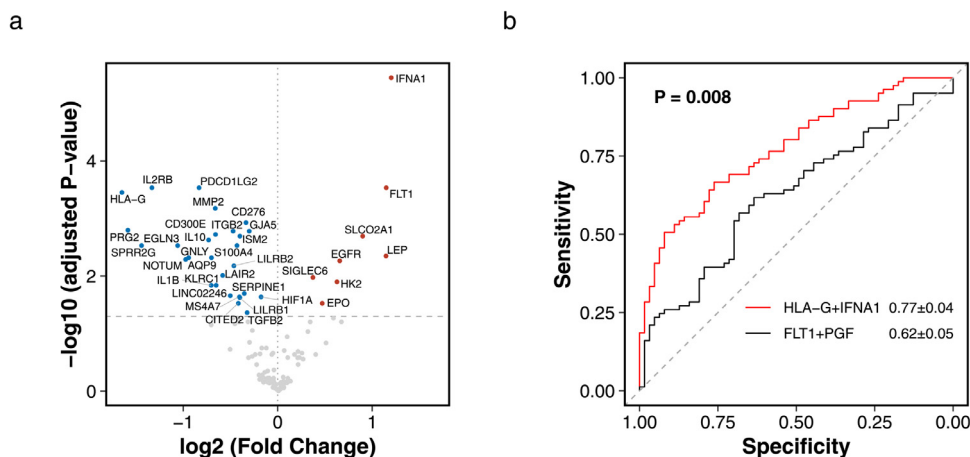 a
b
−log10 (adjusted P−value)
4
2
0
−1
0
1
log2 (Fold Change)
IFNA1
IL2RB
PDCD1LG2
HLA−G
FLT1
MMP2
CD276
CD300E
ITGB2
GJA5
SLCO2A1
PRG2
EGLN3
IL10
ISM2
SPRR2G
GNLY
S100A4
EGFR
LEP
NOTUM
AQP9
LILRB2
SIGLEC6
IL1B
KLRC1
LAIR2
HK2
LINC02246
SERPINE1
HIF1A
EPO
MS4A7
LILRB1
CITED2
TGFB2
Sensitivity
1.00
0.75
0.50
0.25
0.00
P = 0.008
HLA−G+IFNA1 0.77±0.04
FLT1+PGF 0.62±0.05
1.00
0.75
0.50
0.25
0.00
Specificity